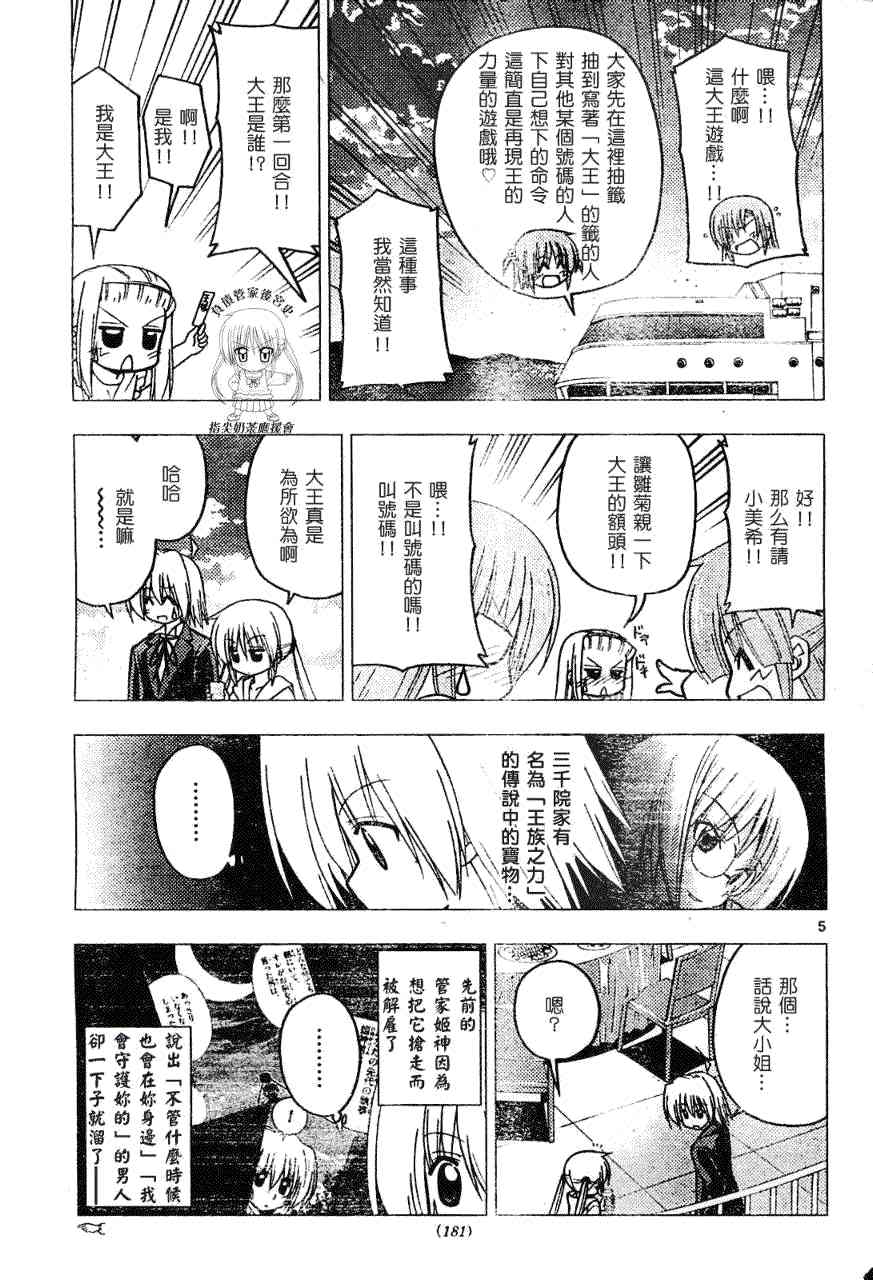 喂…!!
什麼啊
這大王遊戲…!!
大家先在這裡抽籤
抽到寫著「大王」的籤的人
對其他某個號碼的人
下自己想下的命令
這簡直是再現王的
力量的遊戲哦♡
這種事
我當然知道!!
那麼第一回合!!
大王是誰!?
啊!!
是我!!
我是大王!!
負債管家後宮史
指尖奶茶應援會
好!!
那么有請
小美希!!
讓雛菊親一下
大王的額頭!!
ドキ
ドキ
喂…!!
不是叫號碼的嗎!!
叫號碼!!
大王真是
為所欲為啊
哈哈
就是嘛
……
三千院家有
名為「王族之力」
的傳說中的寶物…
……
5
那個…
話說大小姐…
嗯?
先前的
管家姬神因為
想把它搶走而
被解雇了
……
!
說出「不管什麼時候
也會在妳身邊」「我
會守護妳的」的男人
卻一下子就溜了——
(181)